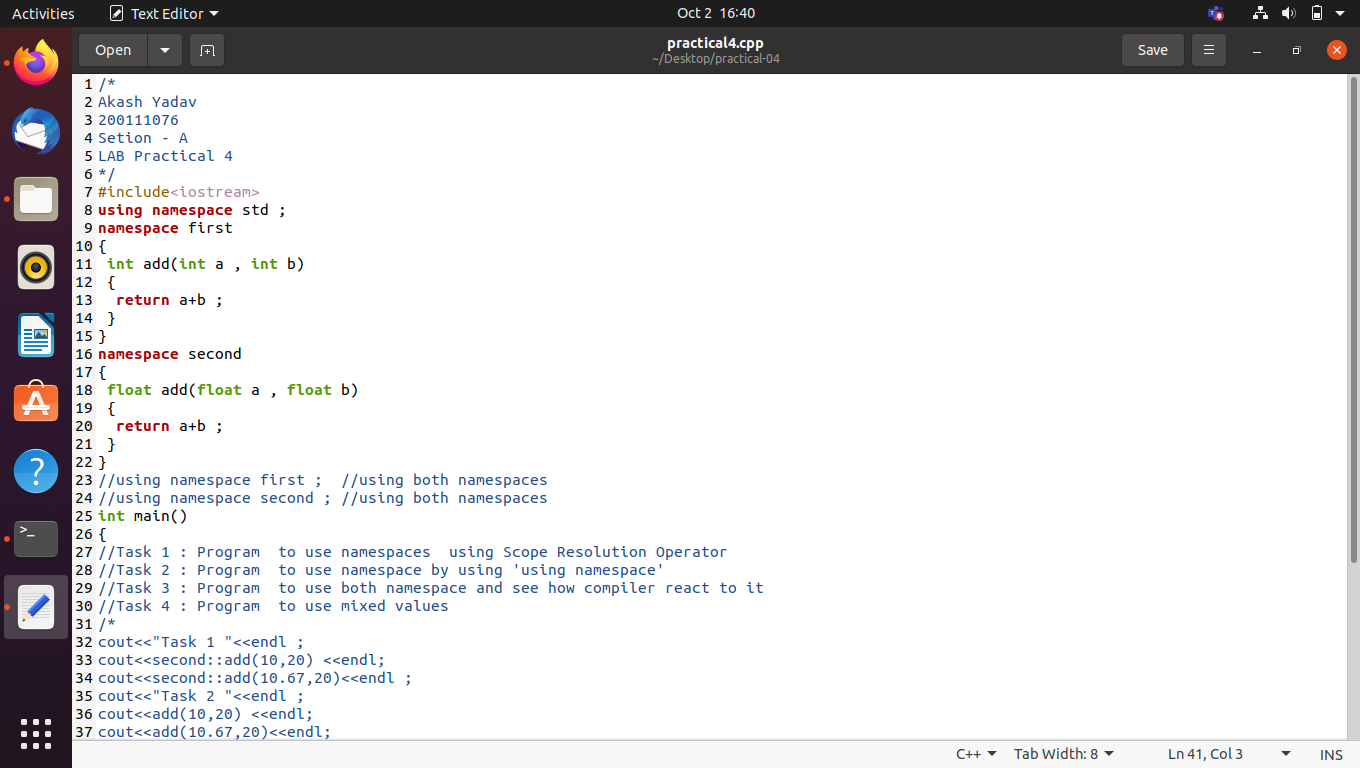 Activities Text Editor Oct 2 16:40
Open practical4.cpp Save
~/Desktop/practical-04
1 /*
2 Akash Yadav
3 200111076
4 Setion - A
5 LAB Practical 4
6 */
7 #include<iostream>
8 using namespace std ;
9 namespace first
10 {
11  int add(int a , int b)
12  {
13   return a+b ;
14  }
15 }
16 namespace second
17 {
18  float add(float a , float b)
19  {
20   return a+b ;
21  }
22 }
23 //using namespace first ;  //using both namespaces
24 //using namespace second ; //using both namespaces
25 int main()
26 {
27 //Task 1 : Program  to use namespaces  using Scope Resolution Operator
28 //Task 2 : Program  to use namespace by using 'using namespace'
29 //Task 3 : Program  to use both namespace and see how compiler react to it
30 //Task 4 : Program  to use mixed values
31 /*
32 cout<<"Task 1 "<<endl ;
33 cout<<second::add(10,20) <<endl;
34 cout<<second::add(10.67,20)<<endl ;
35 cout<<"Task 2 "<<endl ;
36 cout<<add(10,20) <<endl;
37 cout<<add(10.67,20)<<endl;
C++ Tab Width: 8 Ln 41, Col 3 INS